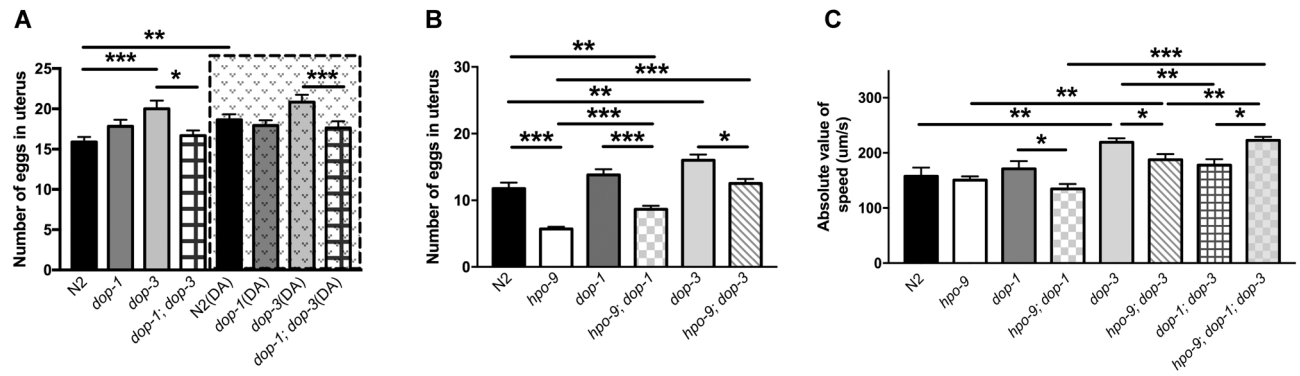 A
Number of eggs in uterus
25
20
15
10
5
0
**
***
*
***
N2
dop-1
dop-3
dop-1; dop-3
N2(DA)
dop-1(DA)
dop-3(DA)
dop-1; dop-3(DA)
B
Number of eggs in uterus
30
20
10
0
**
***
**
***
***
***
*
N2
hpo-9
dop-1
hpo-9; dop-1
dop-3
hpo-9; dop-3
C
Absolute value of
speed (um/s)
300
200
100
0
***
**
**
**
**
*
*
*
N2
hpo-9
dop-1
hpo-9; dop-1
dop-3
hpo-9; dop-3
dop-1; dop-3
hpo-9; dop-1; dop-3